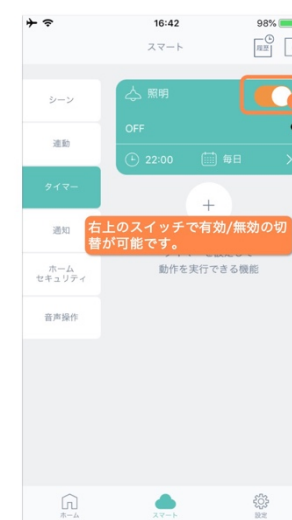 16:42
98%
スマート
履歴
シーン
照明
連動
OFF
22:00
毎日
タイマー
通知
右上のスイッチで有効/無効の切
替が可能です。
動作を実行できる機能
ホーム
セキュリティ
音声操作
ホーム
スマート
設定